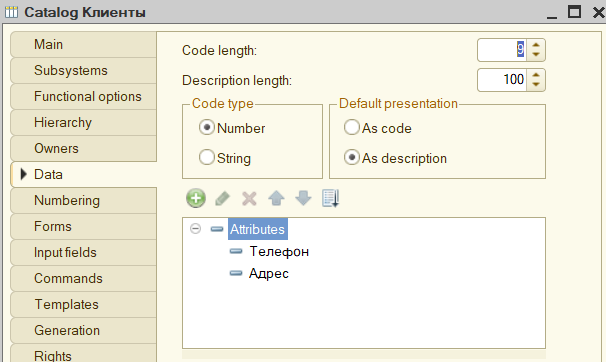 Catalog Клиенты
Main
Subsystems
Functional options
Hierarchy
Owners
Data
Numbering
Forms
Input fields
Commands
Templates
Generation
Rights
Code length:
9
Description length:
100
Code type
Number
String
Default presentation
As code
As description
Attributes
Телефон
Адрес